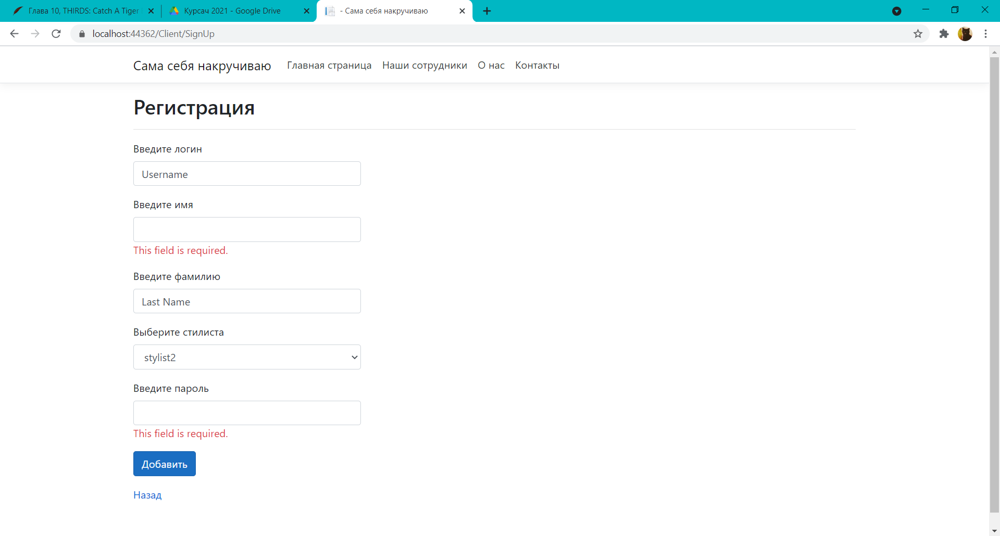 Глава 10, THIRDS: Catch A Tiger
Курсач 2021 - Google Drive
- Сама себя накручиваю
localhost:44362/Client/SignUp
Сама себя накручиваю
Главная страница
Наши сотрудники
О нас
Контакты
Регистрация
Введите логин
Username
Введите имя
This field is required.
Введите фамилию
Last Name
Выберите стилиста
stylist2
Введите пароль
This field is required.
Добавить
Назад